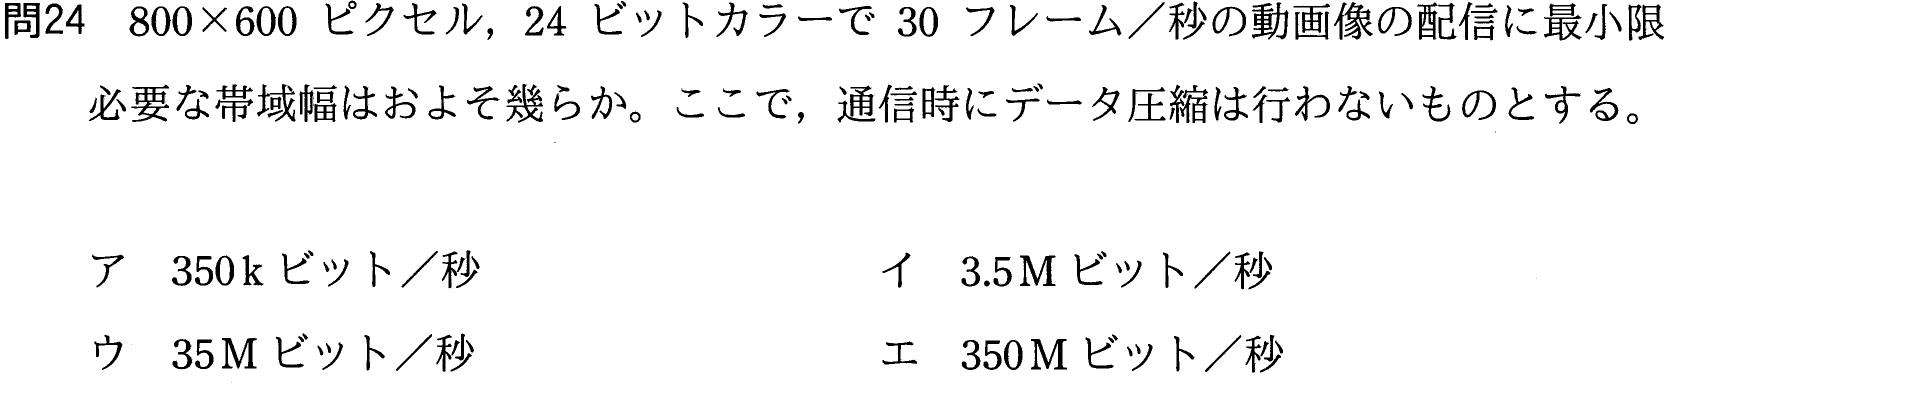 問24　800×600 ピクセル，24 ビットカラーで 30 フレーム／秒の動画像の配信に最小限
必要な帯域幅はおよそ幾らか。ここで，通信時にデータ圧縮は行わないものとする。
ア　350 k ビット／秒　　イ　3.5 M ビット／秒
ウ　35 M ビット／秒　　エ　350 M ビット／秒